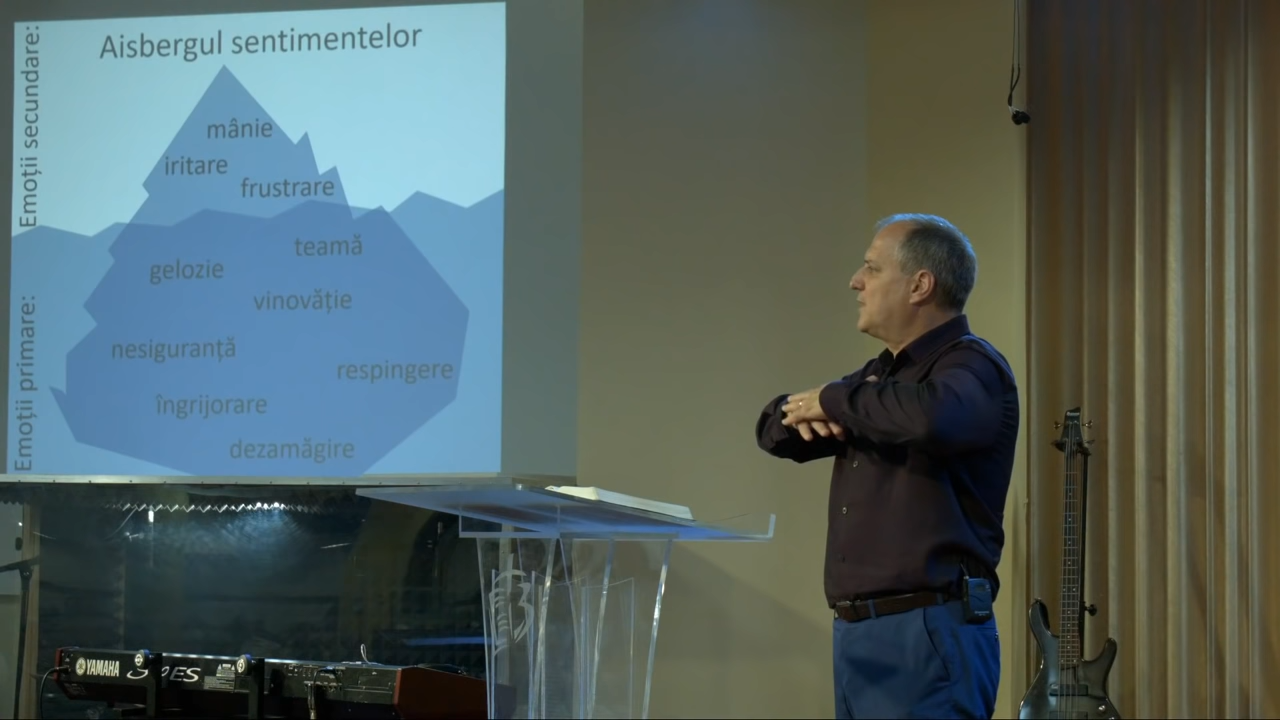 Aisbergul sentimentelor
Emoții secundare:
mânie
iritare
frustrare
Emoții primare:
teamă
gelozie
vinovăție
nesiguranță
respingere
îngrijorare
dezamăgire
YAMAHA